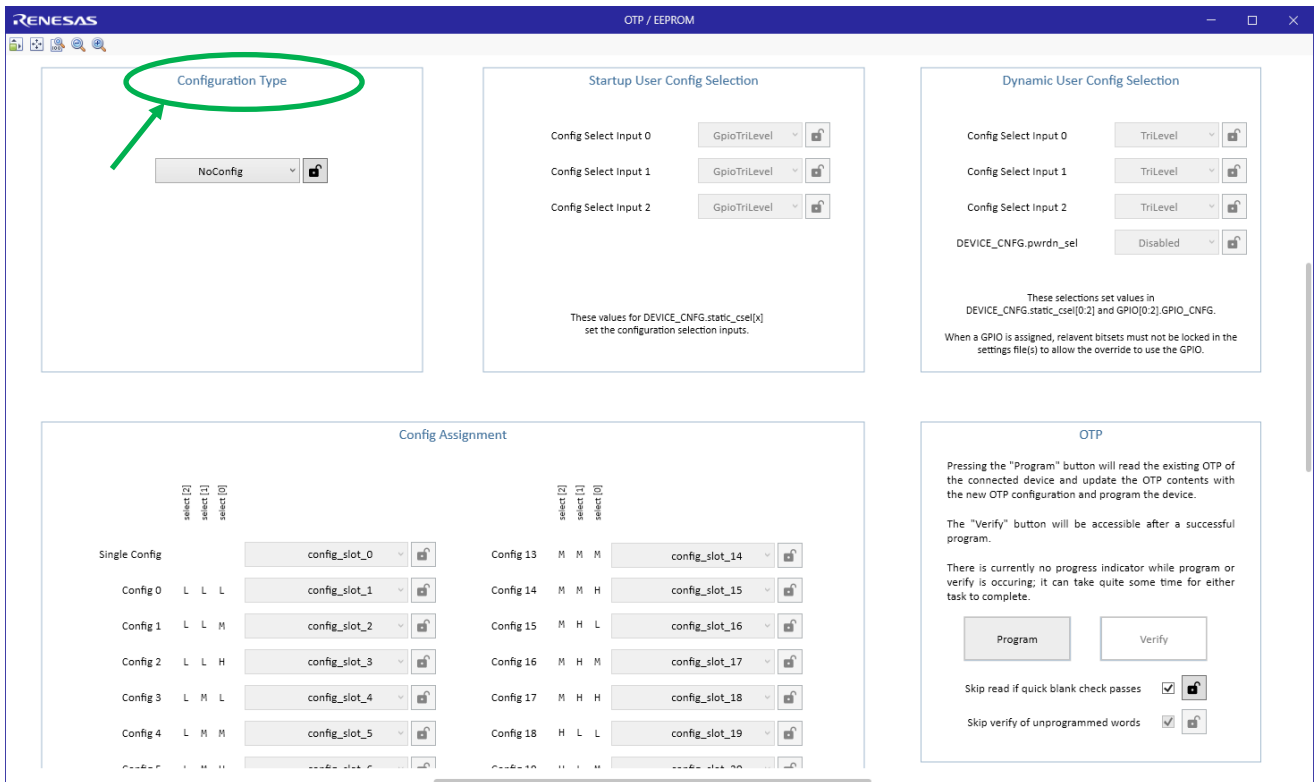 RENESAS
OTP / EEPROM
Configuration Type
NoConfig
Startup User Config Selection
Config Select Input 0
GpioTriLevel
Config Select Input 1
GpioTriLevel
Config Select Input 2
GpioTriLevel
These values for DEVICE_CNFG.static_csel[x]
set the configuration selection inputs.
Dynamic User Config Selection
Config Select Input 0
TriLevel
Config Select Input 1
TriLevel
Config Select Input 2
TriLevel
DEVICE_CNFG.pwrdn_sel
Disabled
These selections set values in
DEVICE_CNFG.static_csel[0:2] and GPIO[0:2].GPIO_CNFG.
When a GPIO is assigned, relavent bitsets must not be locked in the
settings file(s) to allow the override to use the GPIO.
Config Assignment
select [2]
select [1]
select [0]
Single Config config_slot_0
Config 0 L L L config_slot_1
Config 1 L L M config_slot_2
Config 2 L L H config_slot_3
Config 3 L M L config_slot_4
Config 4 L M M config_slot_5
select [2]
select [1]
select [0]
Config 13 M M M config_slot_14
Config 14 M M H config_slot_15
Config 15 M H L config_slot_16
Config 16 M H M config_slot_17
Config 17 M H H config_slot_18
Config 18 H L L config_slot_19
OTP
Pressing the "Program" button will read the existing OTP of
the connected device and update the OTP contents with
the new OTP configuration and program the device.
The "Verify" button will be accessible after a successful
program.
There is currently no progress indicator while program or
verify is occuring; it can take quite some time for either
task to complete.
Program
Verify
Skip read if quick blank check passes
Skip verify of unprogrammed words